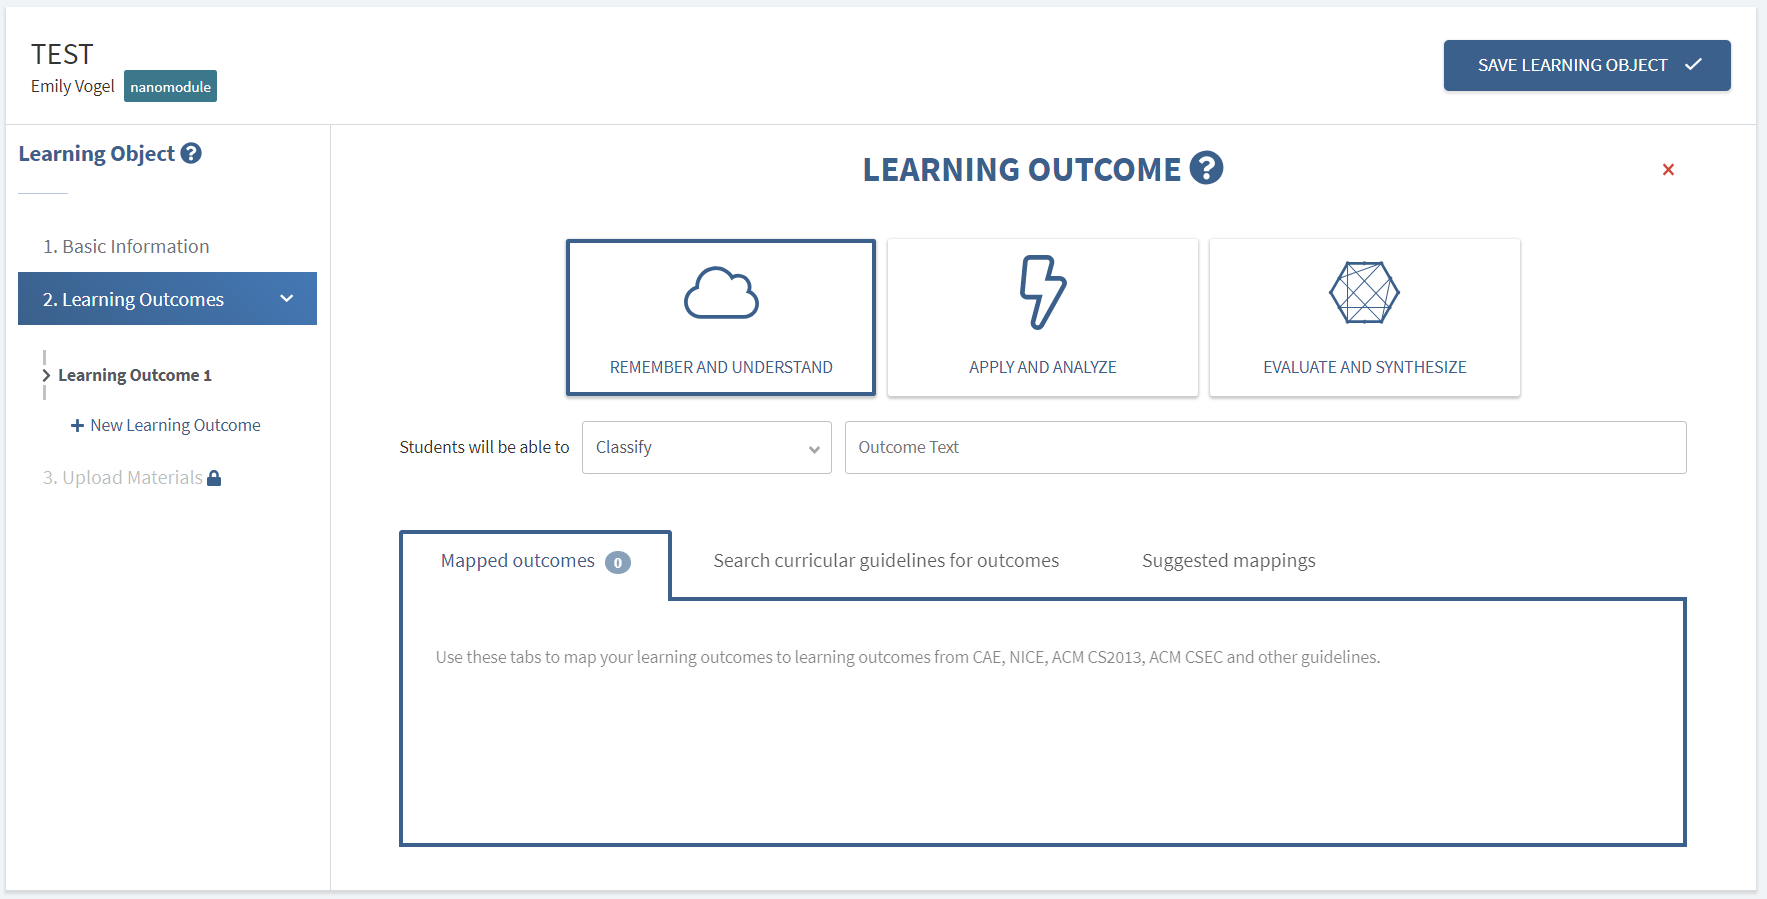 TEST
Emily Vogel nanomodule
SAVE LEARNING OBJECT
Learning Object
1. Basic Information
2. Learning Outcomes
Learning Outcome 1
New Learning Outcome
3. Upload Materials
LEARNING OUTCOME
REMEMBER AND UNDERSTAND
APPLY AND ANALYZE
EVALUATE AND SYNTHESIZE
Students will be able to Classify Outcome Text
Mapped outcomes 0
Search curricular guidelines for outcomes
Suggested mappings
Use these tabs to map your learning outcomes to learning outcomes from CAE, NICE, ACM CS2013, ACM CSEC and other guidelines.